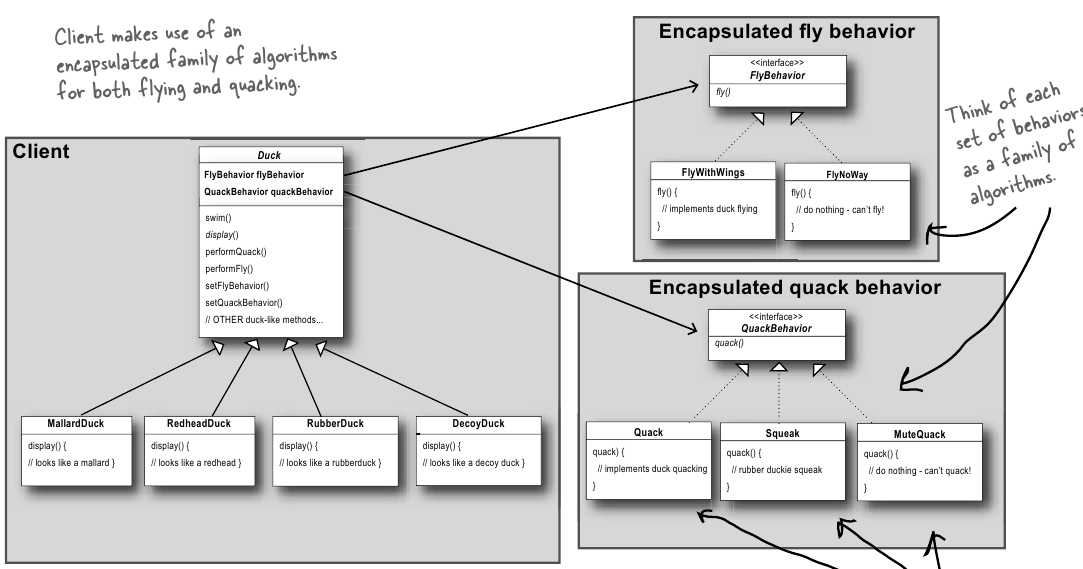 Client makes use of an
encapsulated family of algorithms
for both flying and quacking.
Client
Duck
FlyBehavior flyBehavior
QuackBehavior quackBehavior
swim()
display()
performQuack()
performFly()
setFlyBehavior()
setQuackBehavior()
// OTHER duck-like methods...
MallardDuck
display() {
// looks like a mallard }
RedheadDuck
display() {
// looks like a redhead }
RubberDuck
display() {
// looks like a rubberduck }
DecoyDuck
display() {
// looks like a decoy duck }
Encapsulated fly behavior
<<interface>>
FlyBehavior
fly()
FlyWithWings
fly() {
// implements duck flying
}
FlyNoWay
fly() {
// do nothing - can't fly!
}
Think of each
set of behaviors
as a family of
algorithms.
Encapsulated quack behavior
<<interface>>
QuackBehavior
quack()
Quack
quack) {
// implements duck quacking
}
Squeak
quack() {
// rubber duckie squeak
}
MuteQuack
quack() {
// do nothing - can't quack!
}